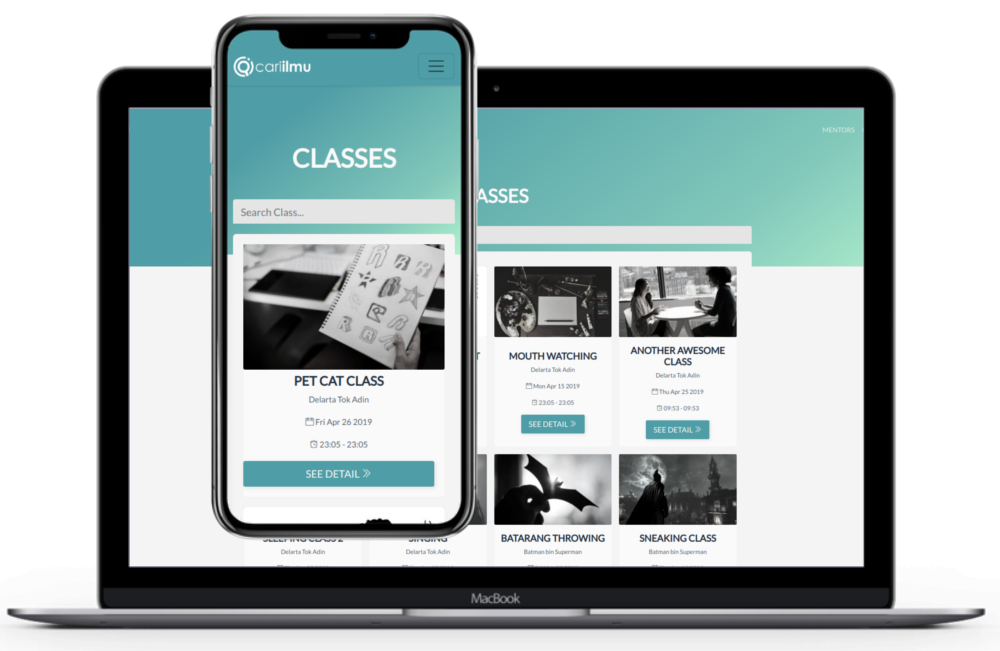 cariilmu
CLASSES
Search Class...
PET CAT CLASS
Delarta Tok Adin
Fri Apr 26 2019
23:05 - 23:05
SEE DETAIL
MENTORS
ASSES
T
MOUTH WATCHING
Delarta Tok Adin
Mon Apr 15 2019
23:05 - 23:05
SEE DETAIL
ANOTHER AWESOME
CLASS
Delarta Tok Adin
Thu Apr 25 2019
09:53 - 09:53
SEE DETAIL
SLEEPING CLASS 2
Delarta Tok Adin
SINGING
Delarta Tok Adin
BATARANG THROWING
Batman bin Superman
SNEAKING CLASS
Batman bin Superman
MacBook